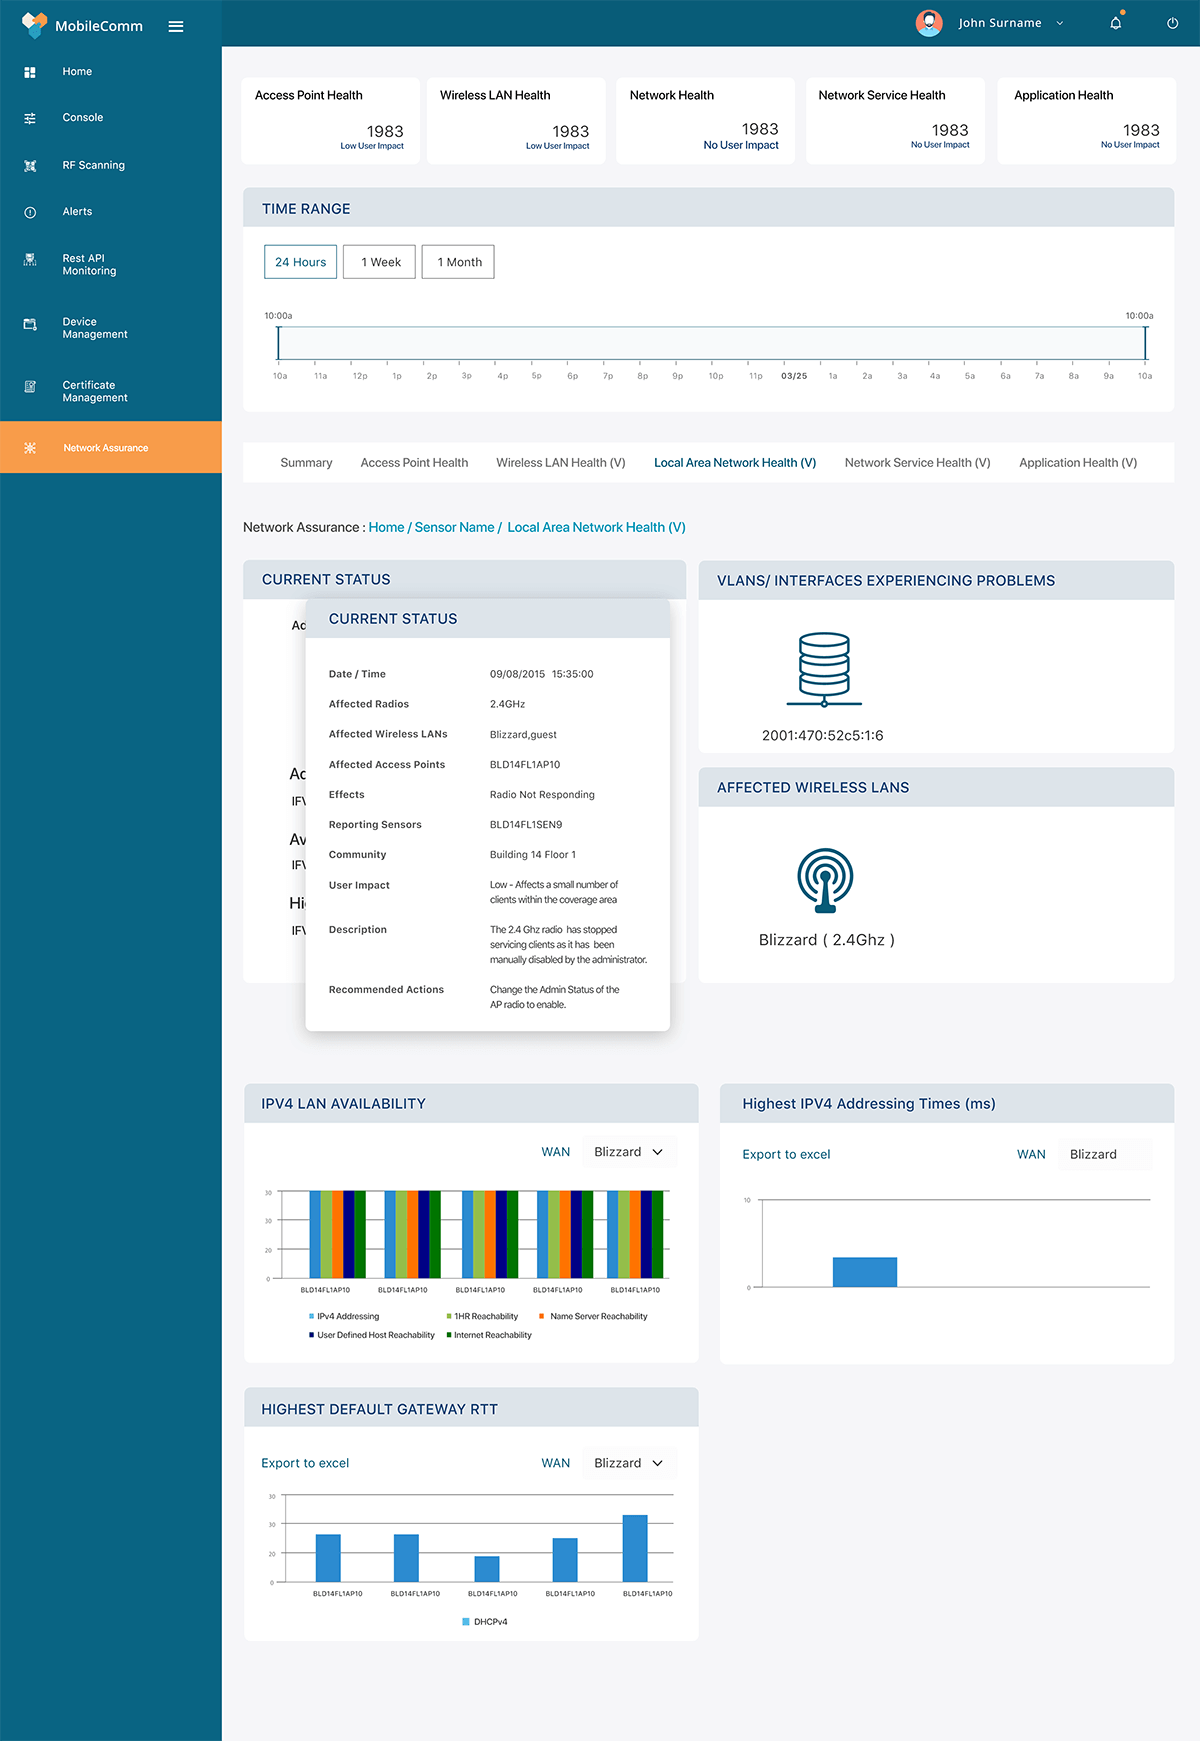 MobileComm
John Surname
Home
Console
RF Scanning
Alerts
Rest API
Monitoring
Device
Management
Certificate
Management
Network Assurance
Access Point Health
1983
Low User Impact
Wireless LAN Health
1983
Low User Impact
Network Health
1983
No User Impact
Network Service Health
1983
No User Impact
Application Health
1983
No User Impact
TIME RANGE
24 Hours
1 Week
1 Month
10:00a
10:00a
10a 11a 12p 1p 2p 3p 4p 5p 6p 7p 8p 9p 10p 11p 03/25 1a 2a 3a 4a 5a 6a 7a 8a 9a 10a
Summary
Access Point Health
Wireless LAN Health (V)
Local Area Network Health (V)
Network Service Health (V)
Application Health (V)
Network Assurance : Home / Sensor Name / Local Area Network Health (V)
CURRENT STATUS
CURRENT STATUS
Date / Time 09/08/2015 15:35:00
Affected Radios 2.4GHz
Affected Wireless LANs Blizzard,guest
Affected Access Points BLD14FL1AP10
Effects Radio Not Responding
Reporting Sensors BLD14FL1SEN9
Community Building 14 Floor 1
User Impact Low - Affects a small number of
clients within the coverage area
Description The 2.4 Ghz radio has stopped
servicing clients as it has been
manually disabled by the administrator.
Recommended Actions Change the Admin Status of the
AP radio to enable.
VLANS/ INTERFACES EXPERIENCING PROBLEMS
2001:470:52c5:1:6
AFFECTED WIRELESS LANS
Blizzard ( 2.4Ghz )
IPV4 LAN AVAILABILITY
WAN Blizzard
30
30
20
0
BLD14FL1AP10 BLD14FL1AP10 BLD14FL1AP10 BLD14FL1AP10 BLD14FL1AP10
IPv4 Addressing 1HR Reachability Name Server Reachability
User Defined Host Reachability Internet Reachability
Highest IPV4 Addressing Times (ms)
Export to excel WAN Blizzard
10
0
HIGHEST DEFAULT GATEWAY RTT
Export to excel WAN Blizzard
30
30
20
0
BLD14FL1AP10 BLD14FL1AP10 BLD14FL1AP10 BLD14FL1AP10 BLD14FL1AP10
DHCPv4